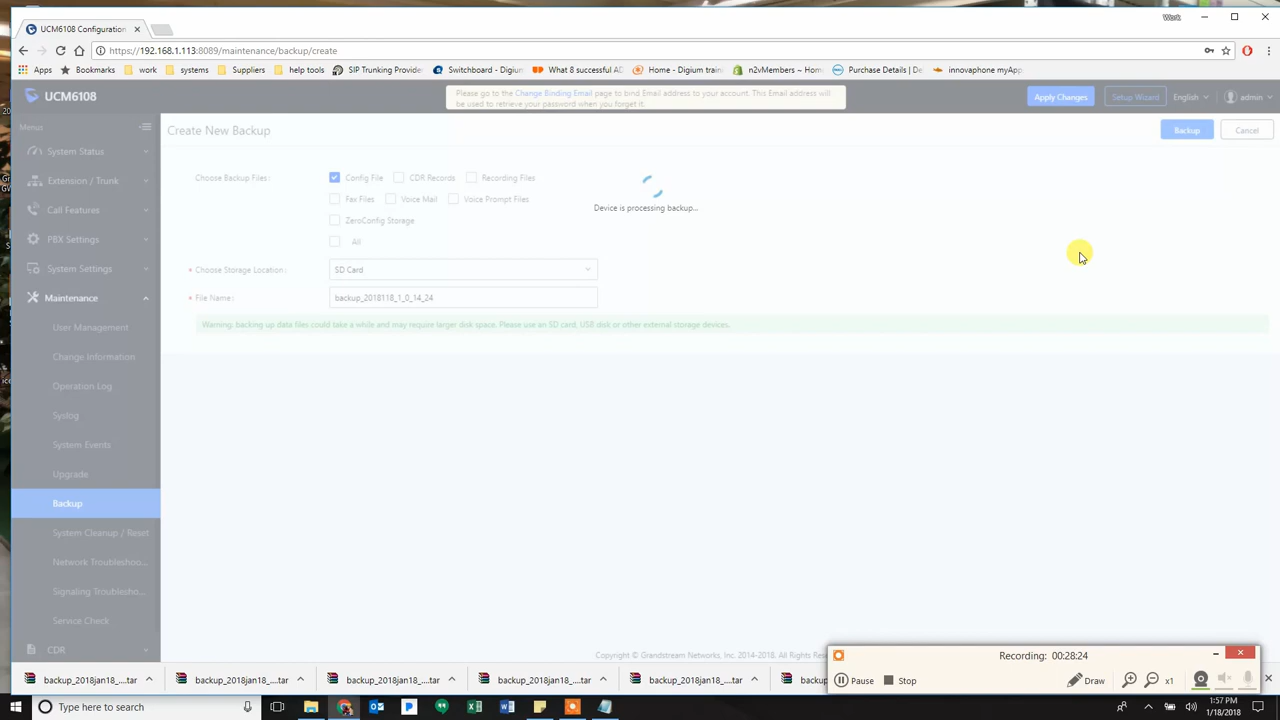 UCM6108 Configuration
Work
https://192.168.1.113:8089/maintenance/backup/create
Apps Bookmarks work systems Suppliers help tools SIP Trunking Provider Switchboard - Digium What 8 successful AD Home - Digium train n2vMembers ~ Home Purchase Details | De innovaphone myApp
UCM6108
Please go to the Change Binding Email page to bind Email address to your account. This Email address will
be used to retrieve your password when you forget it.
Apply Changes Setup Wizard English admin
Menus
Create New Backup
Backup Cancel
System Status
Extension / Trunk
Call Features
PBX Settings
System Settings
Maintenance
User Management
Change Information
Operation Log
Syslog
System Events
Upgrade
Backup
System Cleanup / Reset
Network Troubleshoo...
Signaling Troublesho...
Service Check
CDR
Choose Backup Files:
Config File CDR Records Recording Files
Fax Files Voice Mail Voice Prompt Files
ZeroConfig Storage
All
Device is processing backup...
* Choose Storage Location: SD Card
* File Name: backup_2018118_1_0_14_24
Warning: backing up data files could take a while and may require larger disk space. Please use an SD card, USB disk or other external storage devices.
Copyright © Grandstream Networks, Inc. 2014-2018. All Rights
Recording: 00:28:24
Pause Stop Draw x1
backup_2018jan18_....tar backup_2018jan18_....tar backup_2018jan18_....tar backup_2018jan18_....tar backup_2018jan18_....tar
Type here to search
1:57 PM
1/18/2018